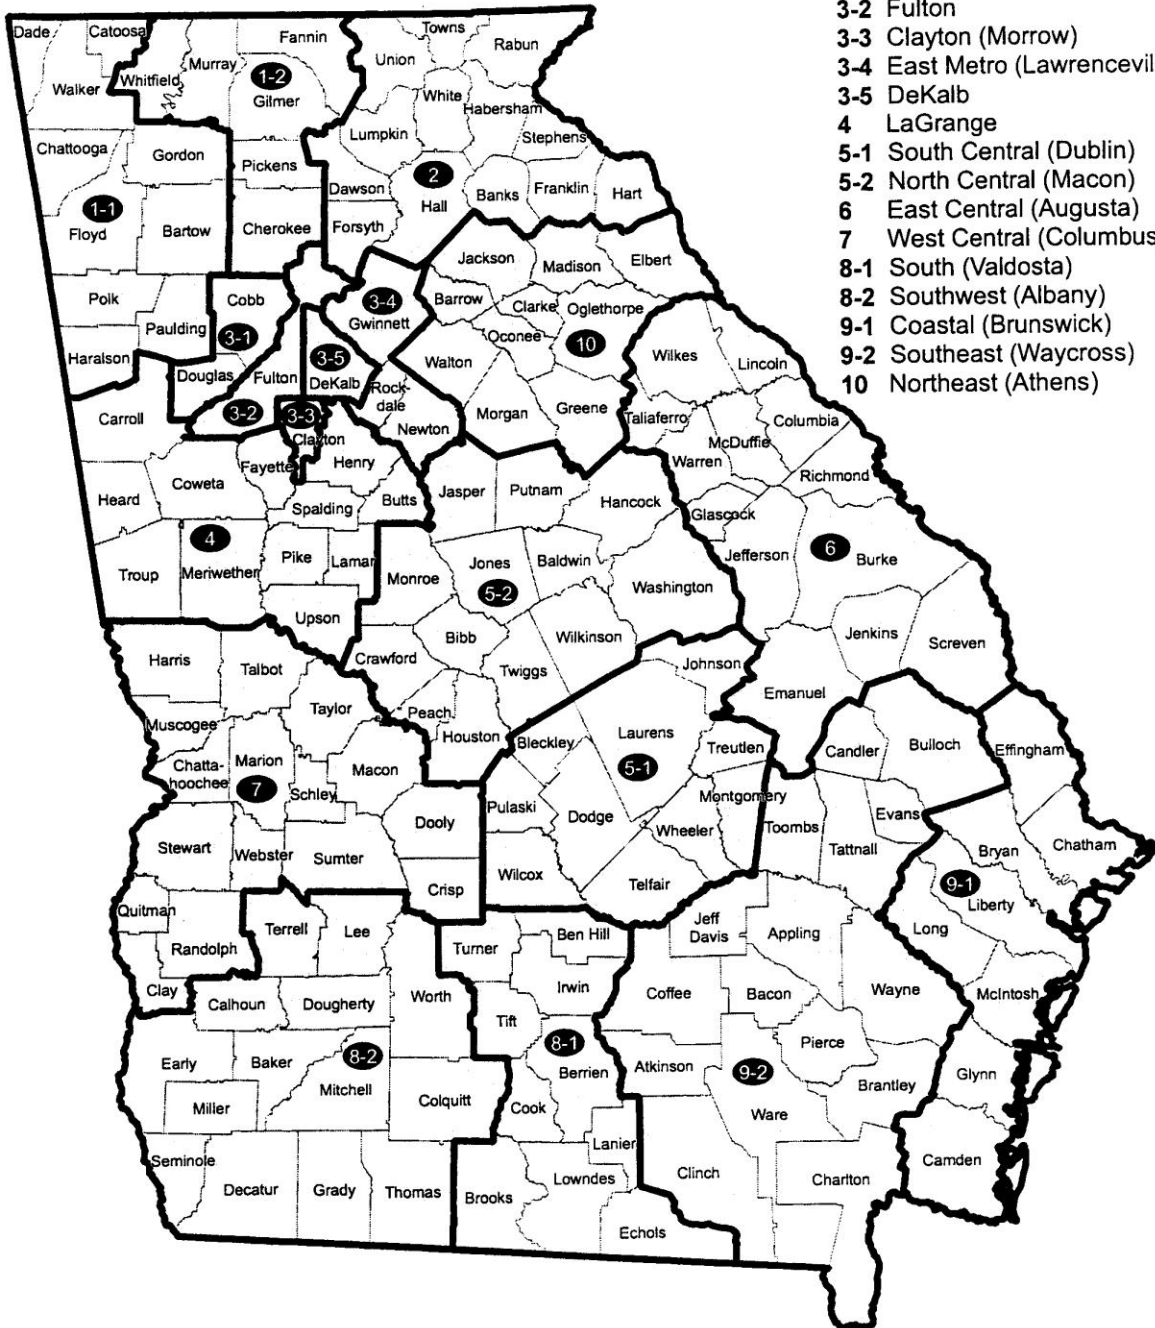 3-2 Fulton
3-3 Clayton (Morrow)
3-4 East Metro (Lawrencevil
3-5 DeKalb
4 LaGrange
5-1 South Central (Dublin)
5-2 North Central (Macon)
6 East Central (Augusta)
7 West Central (Columbus
8-1 South (Valdosta)
8-2 Southwest (Albany)
9-1 Coastal (Brunswick)
9-2 Southeast (Waycross)
10 Northeast (Athens)
Dade
Catoosa
Fannin
Towns
Rabun
Union
Walker
Whitfield
Murray
1-2
Gilmer
White
Habersham
Lumpkin
Stephens
Chattooga
Gordon
Pickens
2
Dawson
Hall
Banks
Franklin
Hart
1-1
Floyd
Bartow
Cherokee
Forsyth
Jackson
Madison
Elbert
Polk
Paulding
Cobb
3-1
3-4
Gwinnett
Barrow
Clarke
Oglethorpe
Oconee
10
Haralson
Douglas
Fulton
3-5
DeKalb
Rock-
dale
Walton
Wilkes
Lincoln
Carroll
3-2
3-3
Clayton
Newton
Morgan
Greene
Taliaferro
Columbia
McDuffie
Warren
Richmond
Heard
Coweta
Fayette
Henry
Spalding
Butts
Jasper
Putnam
Hancock
Glascock
4
Troup
Meriwether
Pike
Lamar
Monroe
Jones
5-2
Baldwin
Washington
Jefferson
6
Burke
Upson
Crawford
Bibb
Wilkinson
Twiggs
Jenkins
Screven
Harris
Talbot
Johnson
Emanuel
Muscogee
Taylor
Peach
Houston
Bleckley
Laurens
5-1
Treutlen
Candler
Bulloch
Effingham
Chatta-
hoochee
Marion
7
Schley
Macon
Dooly
Pulaski
Dodge
Montgomery
Wheeler
Toombs
Tattnall
Evans
Bryan
Chatham
Stewart
Webster
Sumter
Crisp
Wilcox
Telfair
9-1
Liberty
Quitman
Randolph
Terrell
Lee
Turner
Ben Hill
Jeff
Davis
Appling
Long
Clay
Calhoun
Dougherty
Worth
Irwin
Tift
Coffee
Bacon
Wayne
McIntosh
Early
Baker
8-2
Mitchell
8-1
Berrien
Atkinson
9-2
Pierce
Brantley
Glynn
Miller
Colquitt
Cook
Ware
Lanier
Seminole
Decatur
Grady
Thomas
Brooks
Lowndes
Echols
Clinch
Charlton
Camden